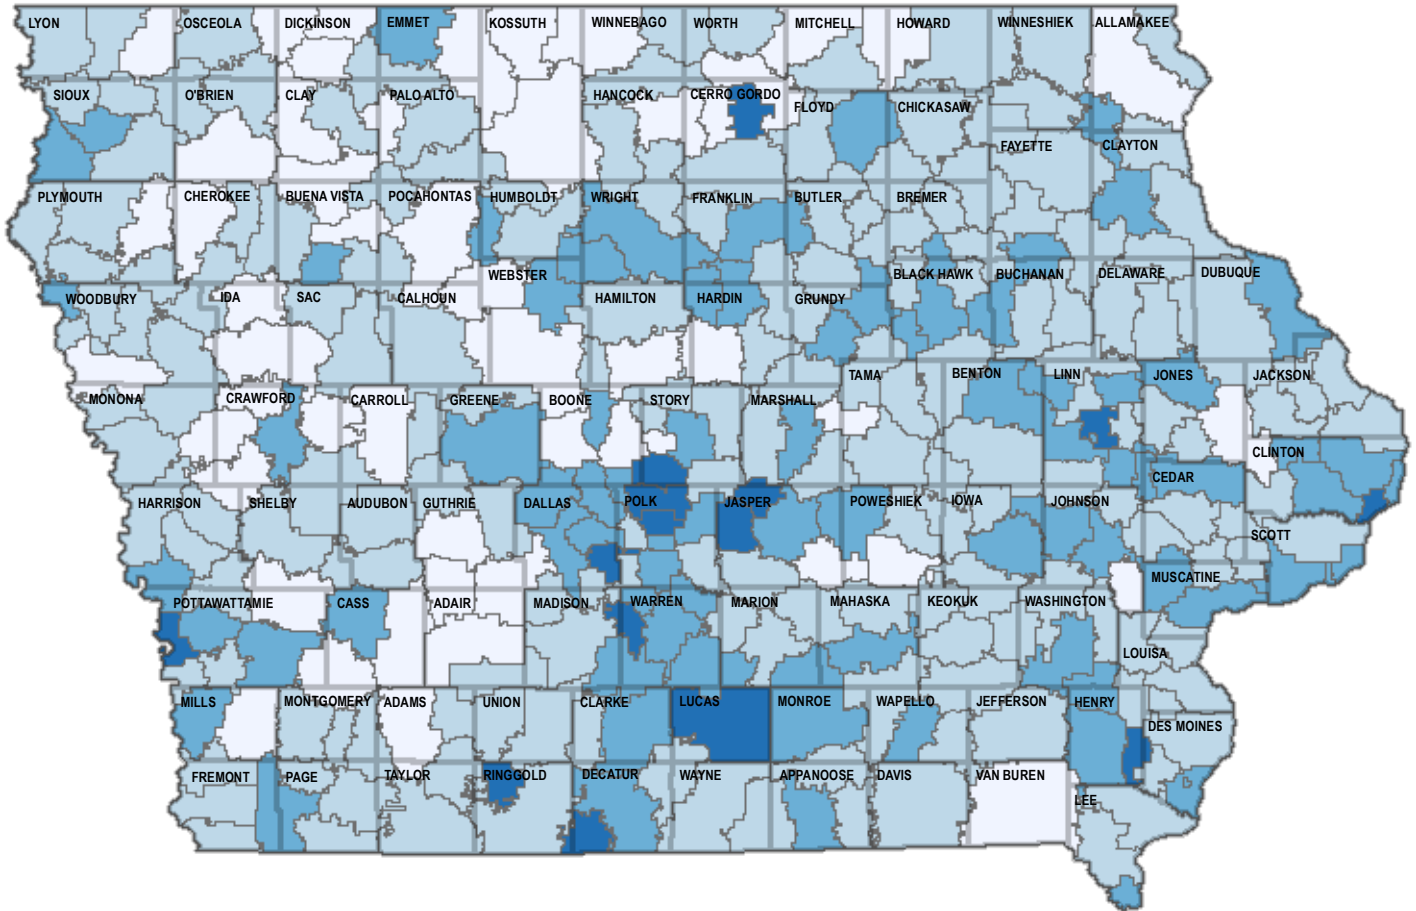 LYON
OSCEOLA
DICKINSON
EMMET
KOSSUTH
WINNEBAGO
WORTH
MITCHELL
HOWARD
WINNESHIEK
ALLAMAKEE
SIOUX
O'BRIEN
CLAY
PALO ALTO
HANCOCK
CERRO GORDO
FLOYD
CHICKASAW
FAYETTE
CLAYTON
PLYMOUTH
CHEROKEE
BUENA VISTA
POCAHONTAS
HUMBOLDT
WRIGHT
FRANKLIN
BUTLER
BREMER
WEBSTER
BLACK HAWK
BUCHANAN
DELAWARE
DUBUQUE
WOODBURY
IDA
SAC
CALHOUN
HAMILTON
HARDIN
GRUNDY
TAMA
BENTON
LINN
JONES
JACKSON
MONONA
CRAWFORD
CARROLL
GREENE
BOONE
STORY
MARSHALL
CLINTON
CEDAR
HARRISON
SHELBY
AUDUBON
GUTHRIE
DALLAS
POLK
JASPER
POWESHIEK
IOWA
JOHNSON
SCOTT
MUSCATINE
POTTAWATTAMIE
CASS
ADAIR
MADISON
WARREN
MARION
MAHASKA
KEOKUK
WASHINGTON
LOUISA
MILLS
MONTGOMERY
ADAMS
UNION
CLARKE
LUCAS
MONROE
WAPELLO
JEFFERSON
HENRY
DES MOINES
FREMONT
PAGE
TAYLOR
RINGGOLD
DECATUR
WAYNE
APPANOOSE
DAVIS
VAN BUREN
LEE